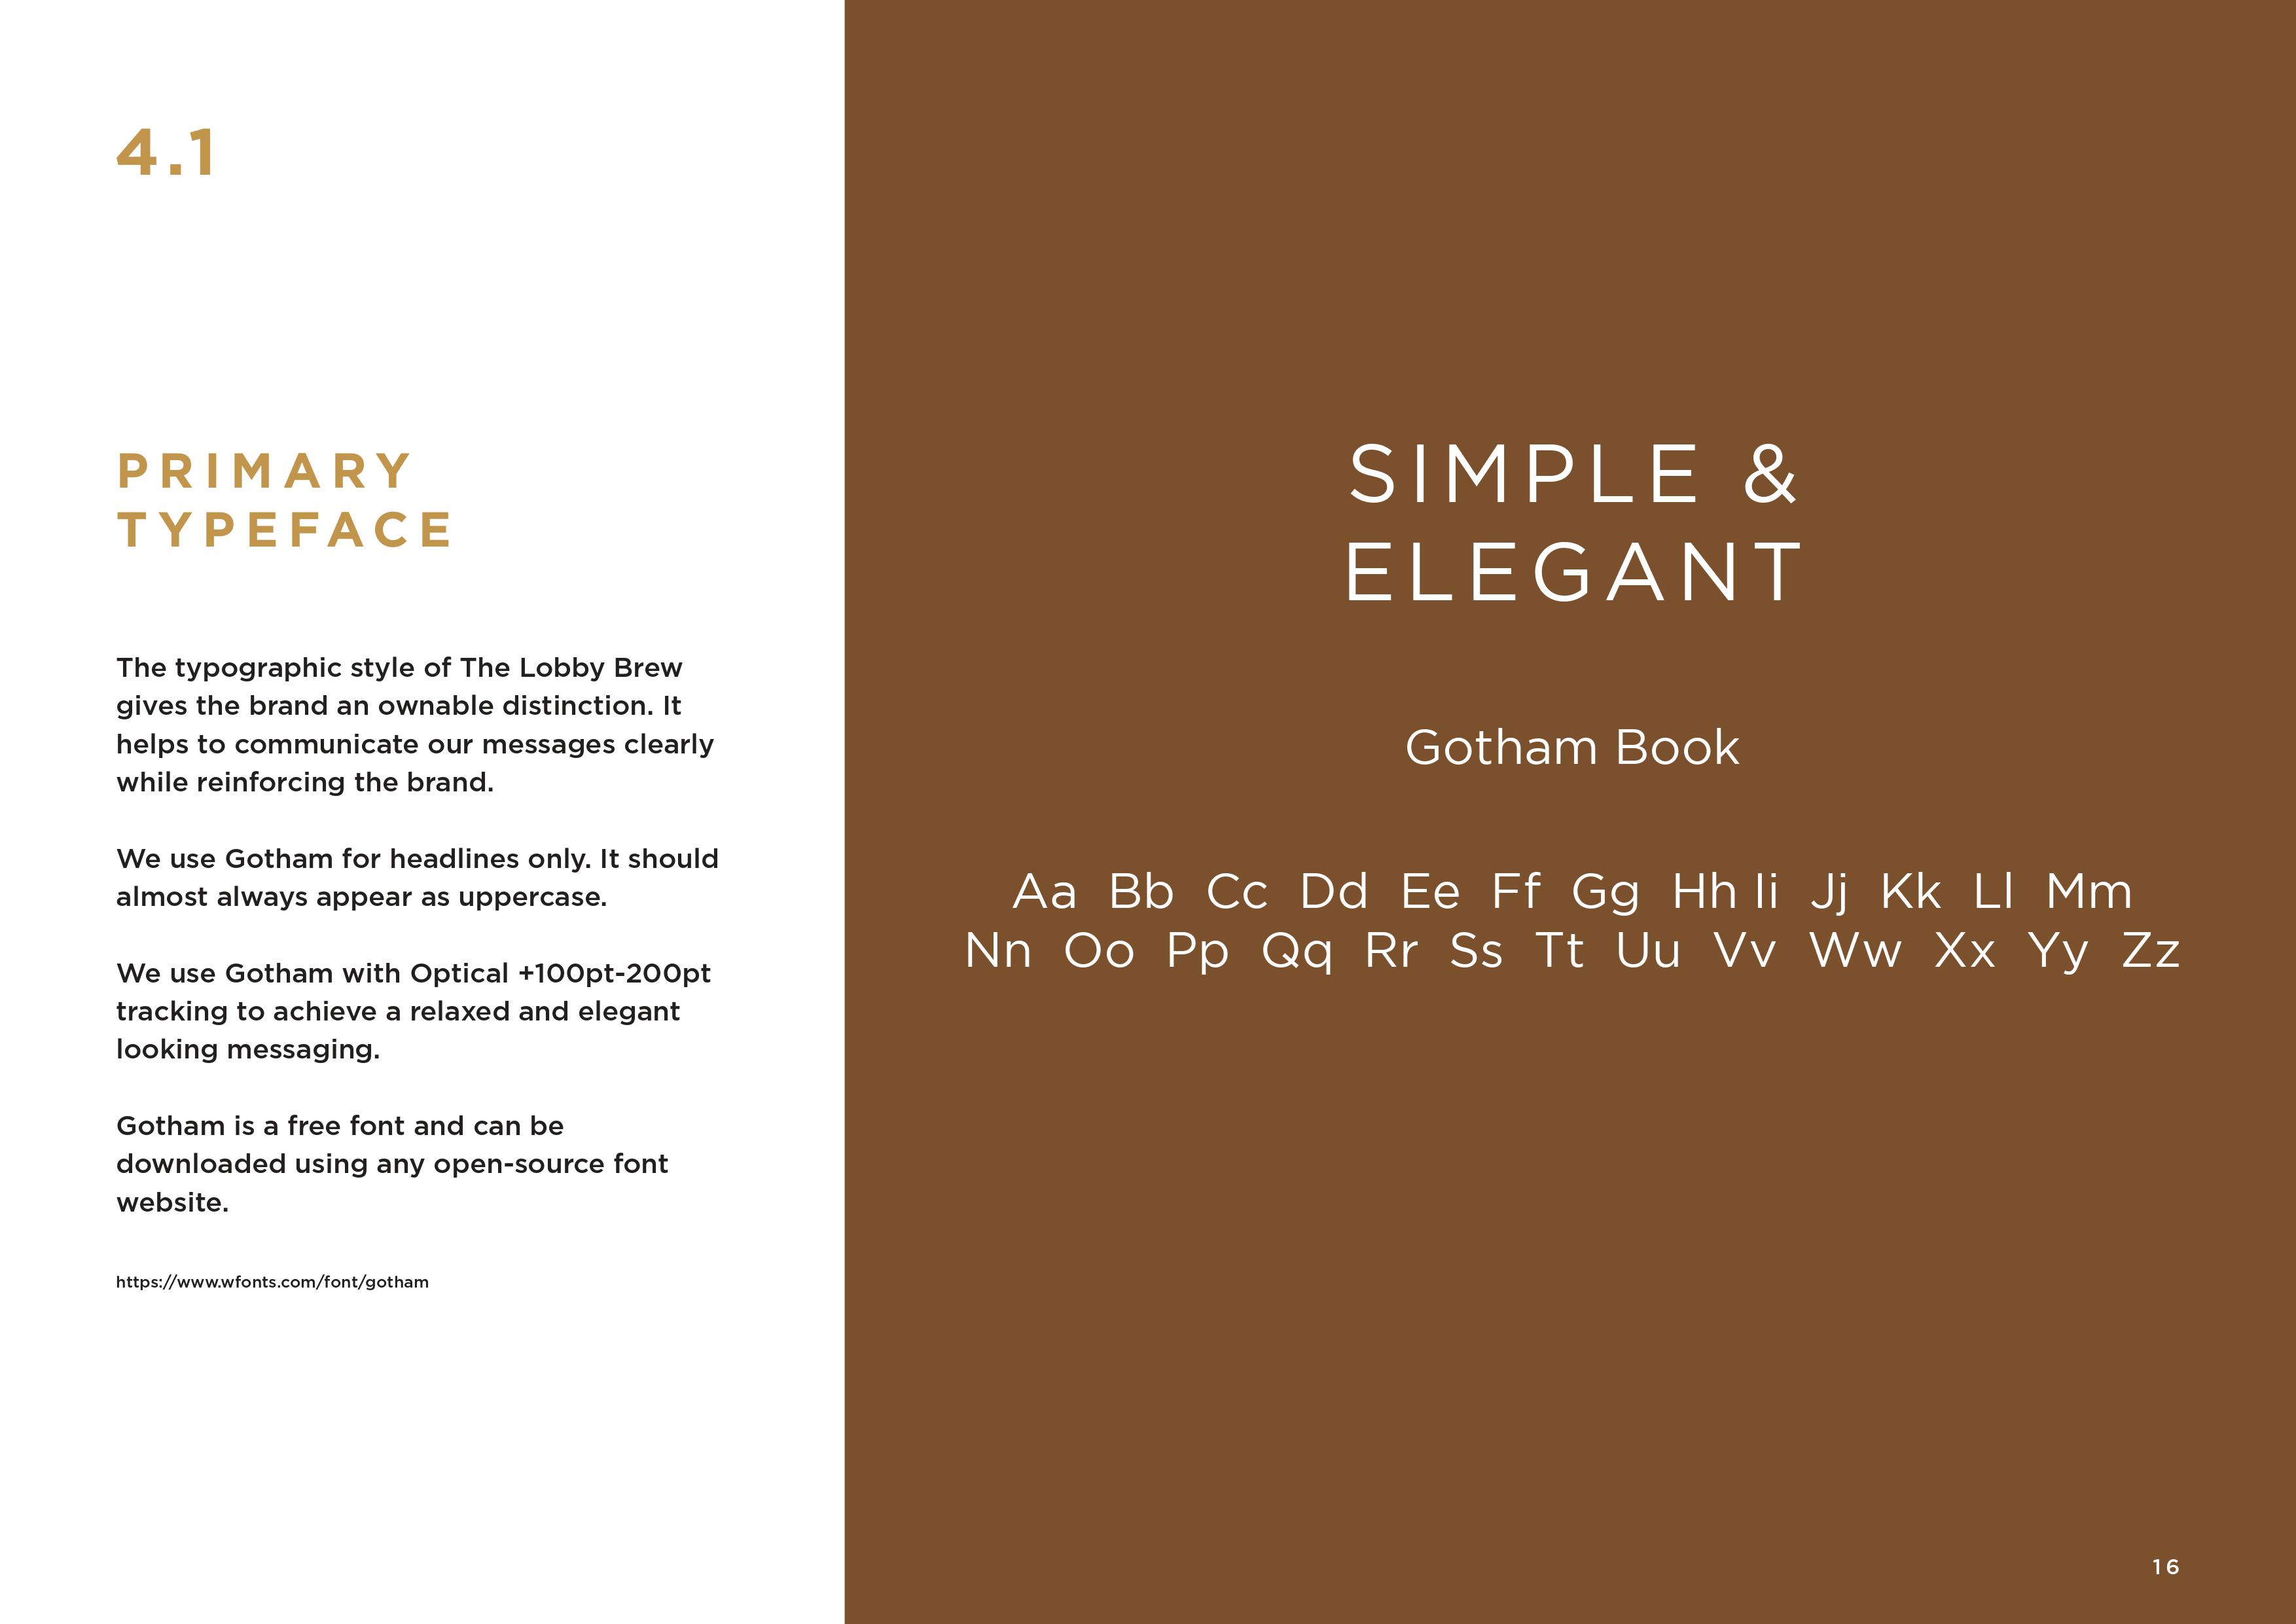 4.1
PRIMARY
TYPEFACE
The typographic style of The Lobby Brew
gives the brand an ownable distinction. It
helps to communicate our messages clearly
while reinforcing the brand.
We use Gotham for headlines only. It should
almost always appear as uppercase.
We use Gotham with Optical +100pt-200pt
tracking to achieve a relaxed and elegant
looking messaging.
Gotham is a free font and can be
downloaded using any open-source font
website.
https://www.wfonts.com/font/gotham
SIMPLE &
ELEGANT
Gotham Book
Aa Bb Cc Dd Ee Ff Gg Hh Ii Jj Kk Ll Mm
Nn Oo Pp Qq Rr Ss Tt Uu Vv Ww Xx Yy Zz
16